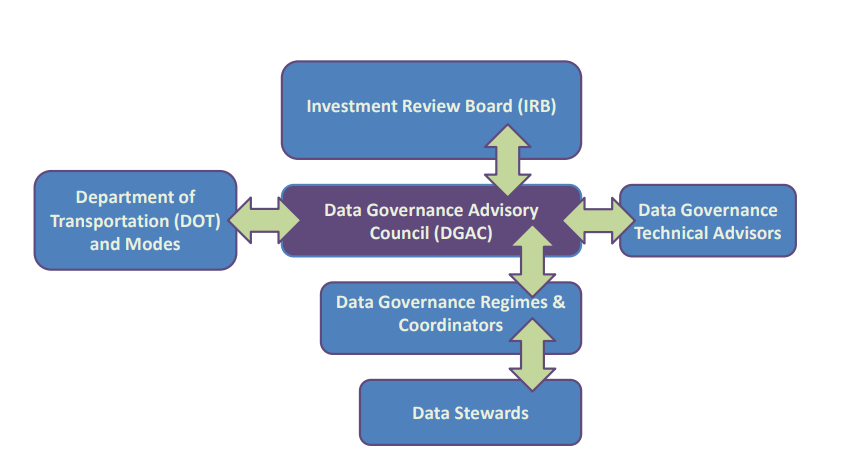 Investment Review Board (IRB)
Department of
Transportation (DOT)
and Modes
Data Governance Advisory
Council (DGAC)
Data Governance
Technical Advisors
Data Governance Regimes &
Coordinators
Data Stewards